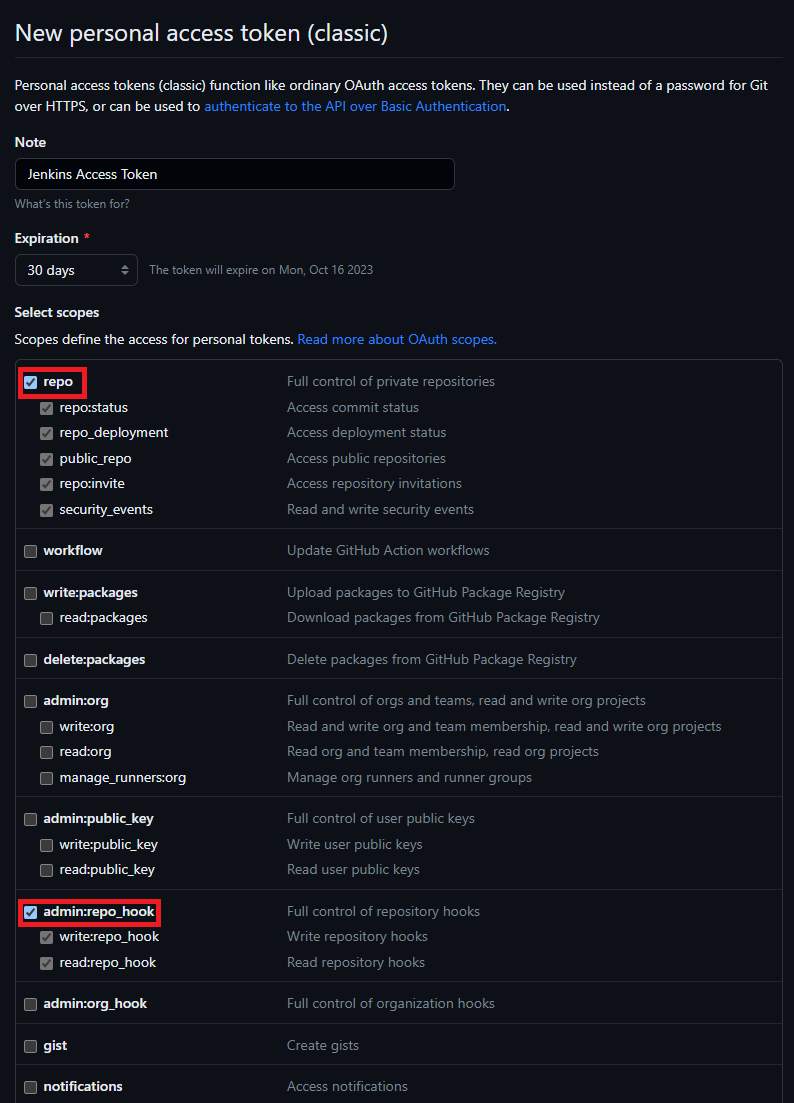 New personal access token (classic)
Personal access tokens (classic) function like ordinary OAuth access tokens. They can be used instead of a password for Git
over HTTPS, or can be used to authenticate to the API over Basic Authentication.
Note
Jenkins Access Token
What's this token for?
Expiration *
30 days The token will expire on Mon, Oct 16 2023
Select scopes
Scopes define the access for personal tokens. Read more about OAuth scopes.
repo Full control of private repositories
repo:status Access commit status
repo_deployment Access deployment status
public_repo Access public repositories
repo:invite Access repository invitations
security_events Read and write security events
workflow Update GitHub Action workflows
write:packages Upload packages to GitHub Package Registry
read:packages Download packages from GitHub Package Registry
delete:packages Delete packages from GitHub Package Registry
admin:org Full control of orgs and teams, read and write org projects
write:org Read and write org and team membership, read and write org projects
read:org Read org and team membership, read org projects
manage_runners:org Manage org runners and runner groups
admin:public_key Full control of user public keys
write:public_key Write user public keys
read:public_key Read user public keys
admin:repo_hook Full control of repository hooks
write:repo_hook Write repository hooks
read:repo_hook Read repository hooks
admin:org_hook Full control of organization hooks
gist Create gists
notifications Access notifications